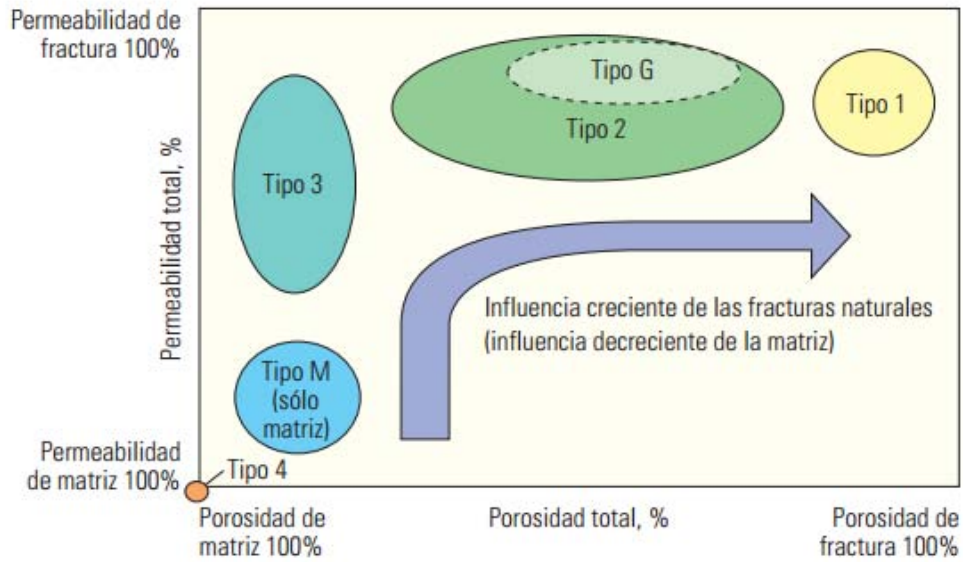 Permeabilidad de
fractura 100%
Permeabilidad total, %
Tipo G
Tipo 2
Tipo 1
Tipo 3
Influencia creciente de las fracturas naturales
(influencia decreciente de la matriz)
Tipo M
(sólo
matriz)
Permeabilidad
de matriz 100%
Tipo 4
Porosidad de
matriz 100%
Porosidad total, %
Porosidad de
fractura 100%